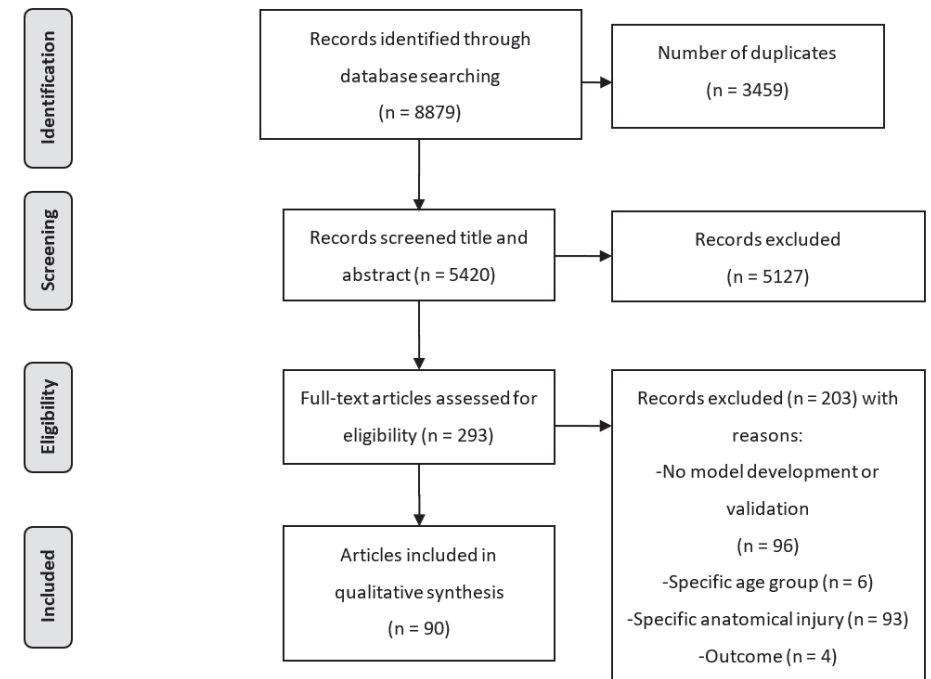 Identification
Records identified through
database searching
(n = 8879)
Number of duplicates
(n = 3459)
Screening
Records screened title and
abstract (n = 5420)
Records excluded
(n = 5127)
Eligibility
Full-text articles assessed for
eligibility (n = 293)
Records excluded (n = 203) with
reasons:
-No model development or
validation
(n = 96)
-Specific age group (n = 6)
-Specific anatomical injury (n = 93)
-Outcome (n = 4)
Included
Articles included in
qualitative synthesis
(n = 90)